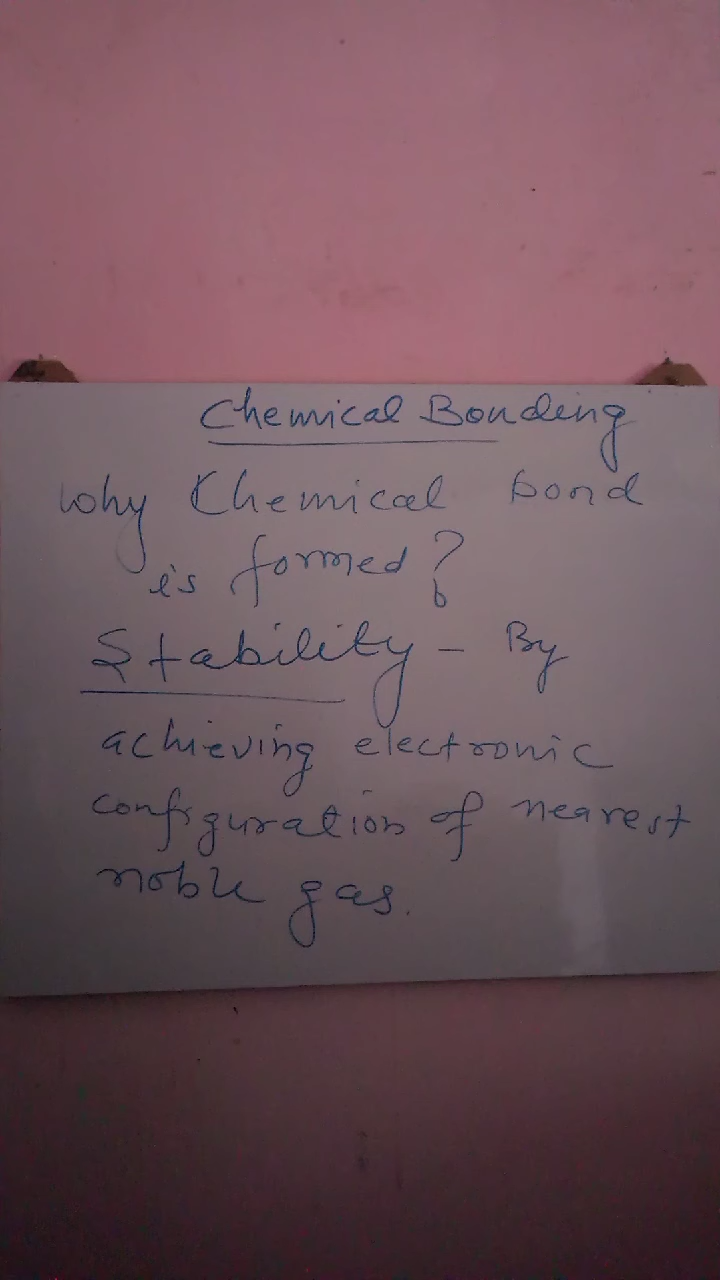 Chemical Bonding
Why Chemical bond
is formed?
Stability - By
achieving electronic
configuration of nearest
noble gas.